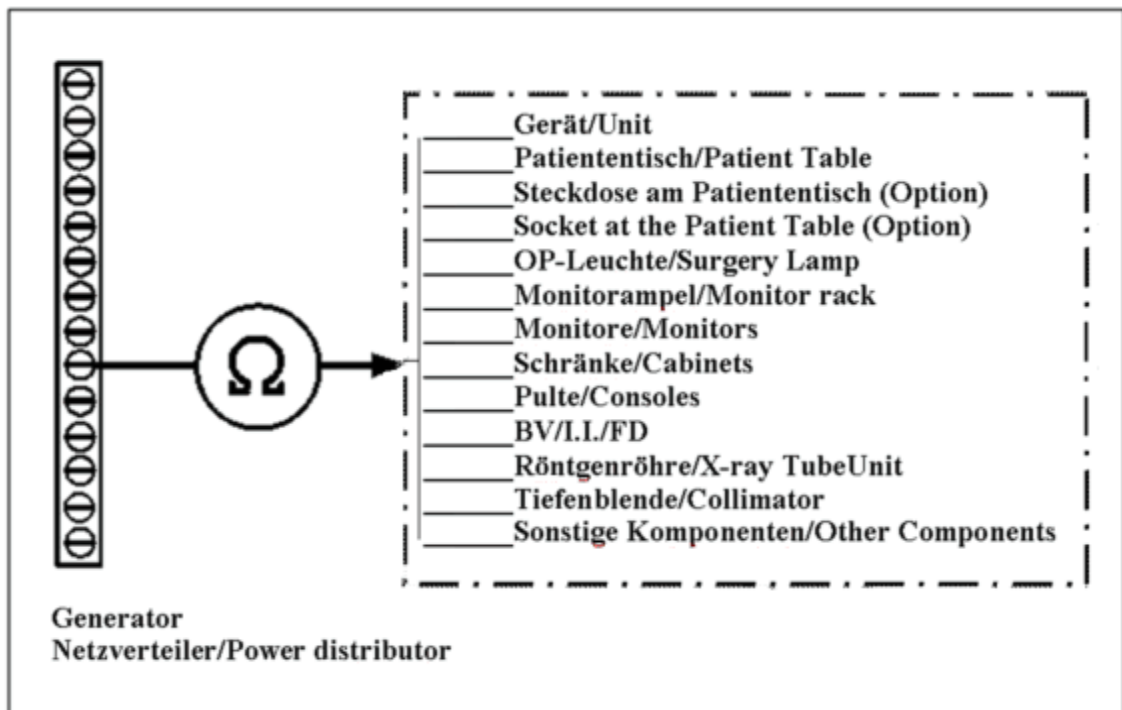 Gerät/Unit
Patiententisch/Patient Table
Steckdose am Patiententisch (Option)
Socket at the Patient Table (Option)
OP-Leuchte/Surgery Lamp
Monitorampel/Monitor rack
Monitore/Monitors
Schränke/Cabinets
Pulte/Consoles
BV/I.I./FD
Röntgenröhre/X-ray TubeUnit
Tiefenblende/Collimator
Sonstige Komponenten/Other Components
Ω
Generator
Netzverteiler/Power distributor